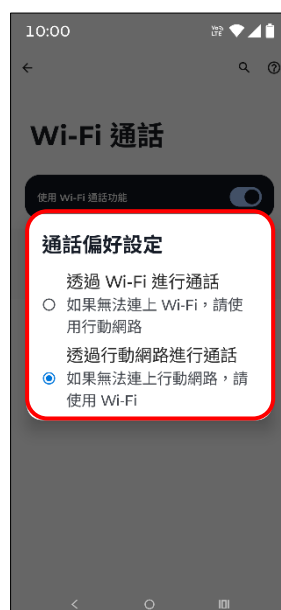 10:00
Vo)) LTE
Wi-Fi 通話
使用 Wi-Fi 通話功能
通話偏好設定
透過 Wi-Fi 進行通話
如果無法連上 Wi-Fi，請使
用行動網路
透過行動網路進行通話
如果無法連上行動網路，請
使用 Wi-Fi